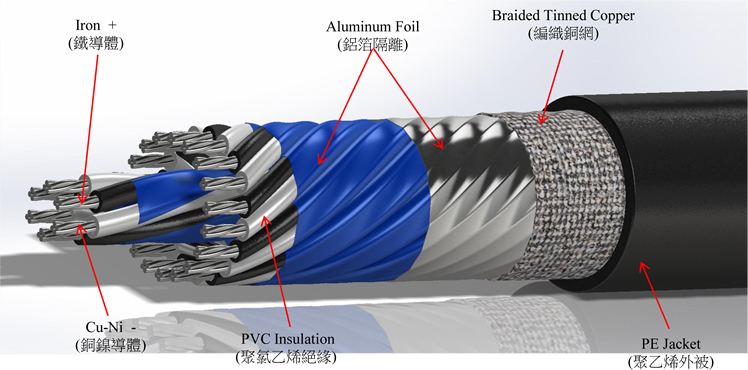 Iron +
(鐵導體)
Aluminum Foil
(鋁箔隔離)
Braided Tinned Copper
(編織銅網)
Cu-Ni -
(銅鎳導體)
PVC Insulation
(聚氯乙烯絕緣)
PE Jacket
(聚乙烯外被)